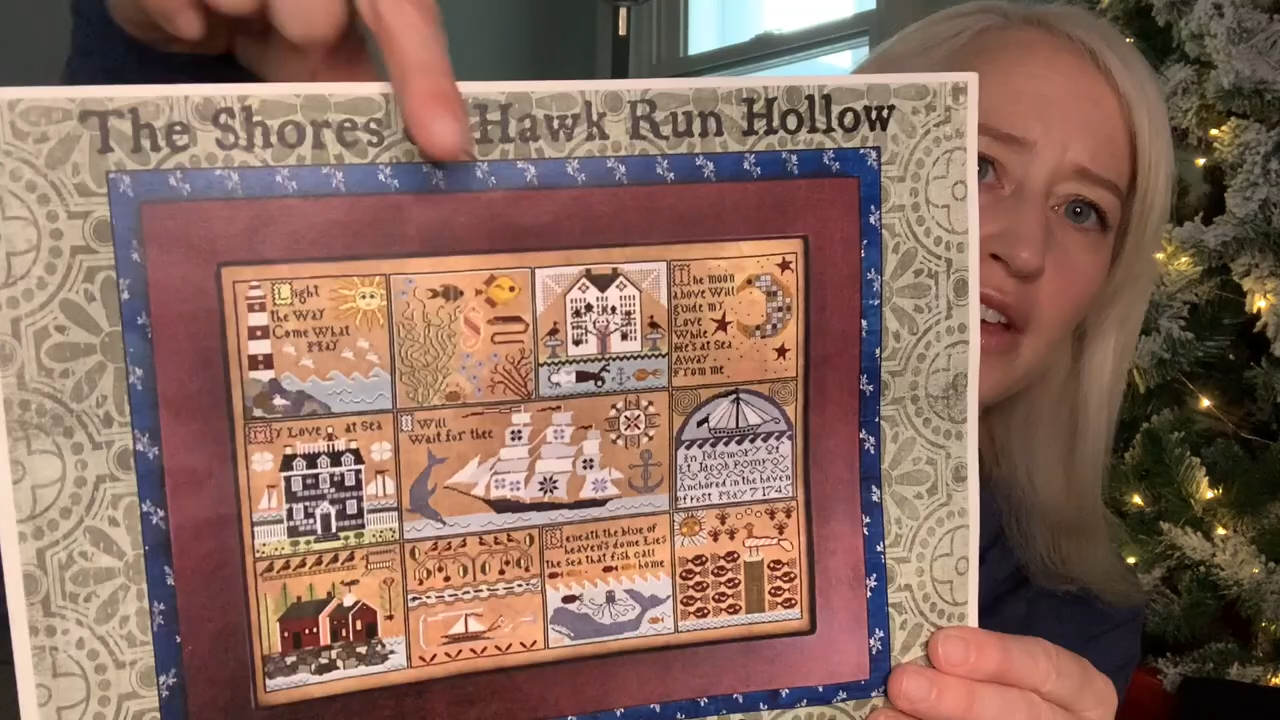 The Shores Hawk Run Hollow
Light
the Way
Come What
May
The moon
above Will
guide my
Love
While
He's at Sea
Away
From me
My Love at Sea
I Will
Wait for thee
N
W E
S
In Memory Of
Lt. Jacob Pomroy
Anchored in the haven
of rest May 7 1745
Beneath the blue of
heaven's dome Lies
the sea that fish call
home